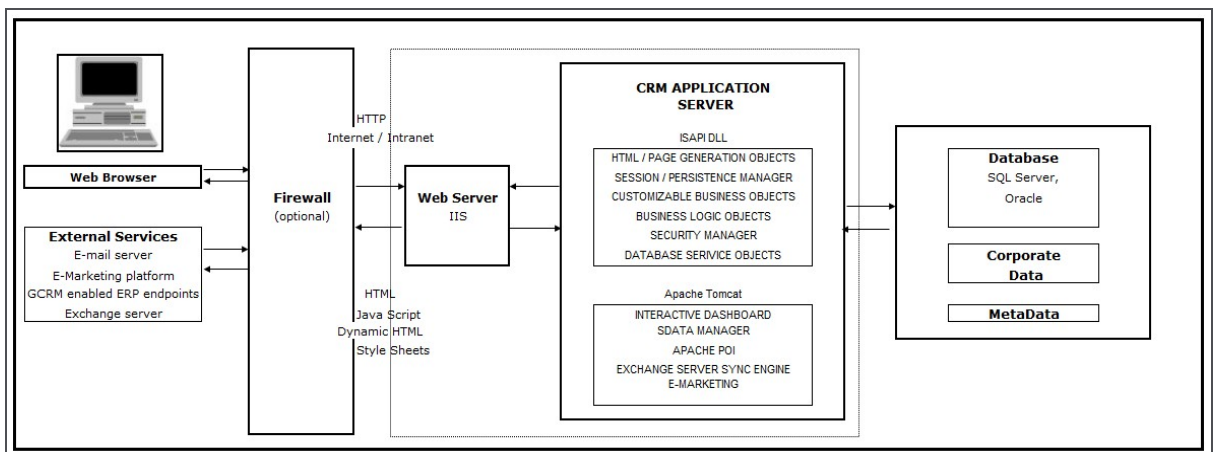 Web Browser
External Services
E-mail server
E-Marketing platform
GCRM enabled ERP endpoints
Exchange server
Firewall
(optional)
HTTP
Internet / Intranet
HTML
Java Script
Dynamic HTML
Style Sheets
Web Server
IIS
CRM APPLICATION
SERVER
ISAPI DLL
HTML / PAGE GENERATION OBJECTS
SESSION / PERSISTENCE MANAGER
CUSTOMIZABLE BUSINESS OBJECTS
BUSINESS LOGIC OBJECTS
SECURITY MANAGER
DATABASE SERVICE OBJECTS
Apache Tomcat
INTERACTIVE DASHBOARD
SDATA MANAGER
APACHE POI
EXCHANGE SERVER SYNC ENGINE
E-MARKETING
Database
SQL Server,
Oracle
Corporate
Data
MetaData